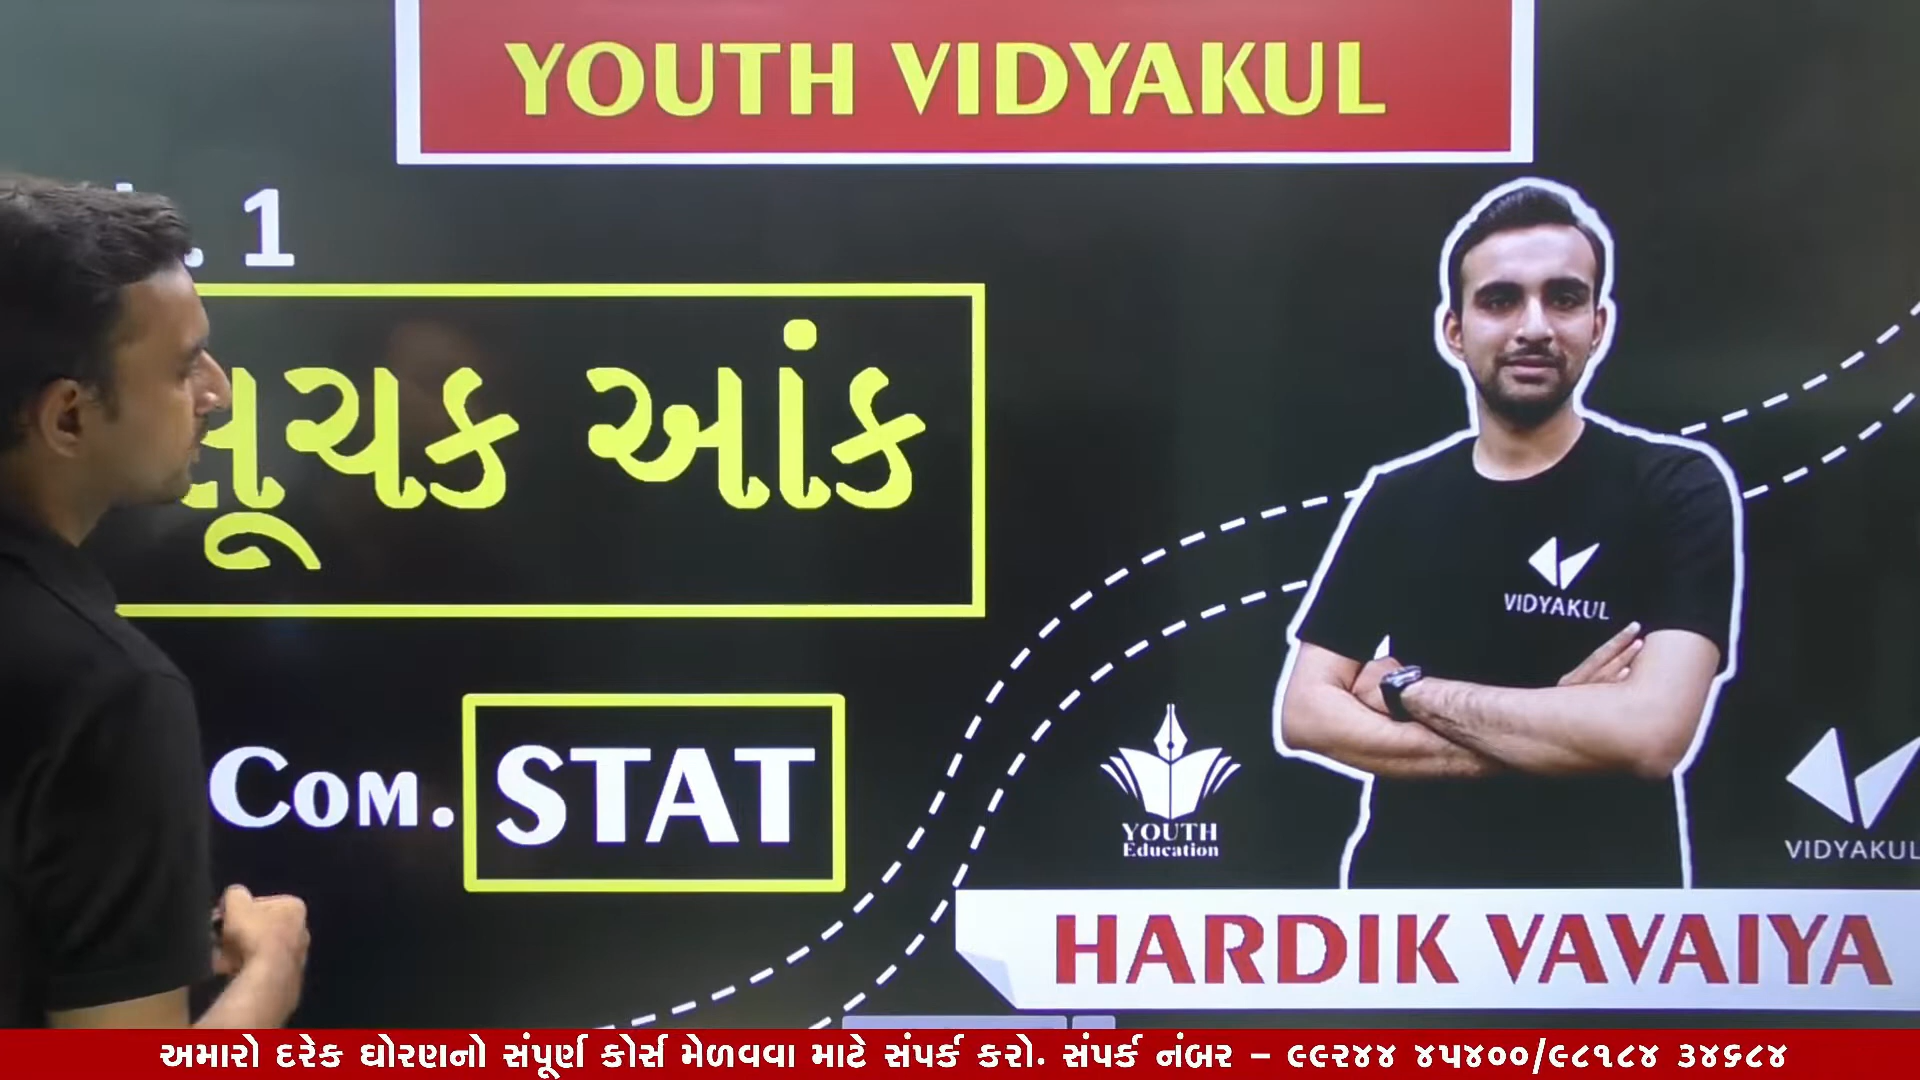 YOUTH VIDYAKUL
. 1
સૂચક આંક
COM. STAT
VIDYAKUL
YOUTH
Education
VIDYAKUL
HARDIK VAVAIYA
અમારો દરેક ધોરણનો સંપૂર્ણ કોર્સ મેળવવા માટે સંપર્ક કરો. સંપર્ક નંબર – ૯૯૨૪૪ ૪૫૪૦૦/૯૮૧૮૪ ૩૪૬૮૪